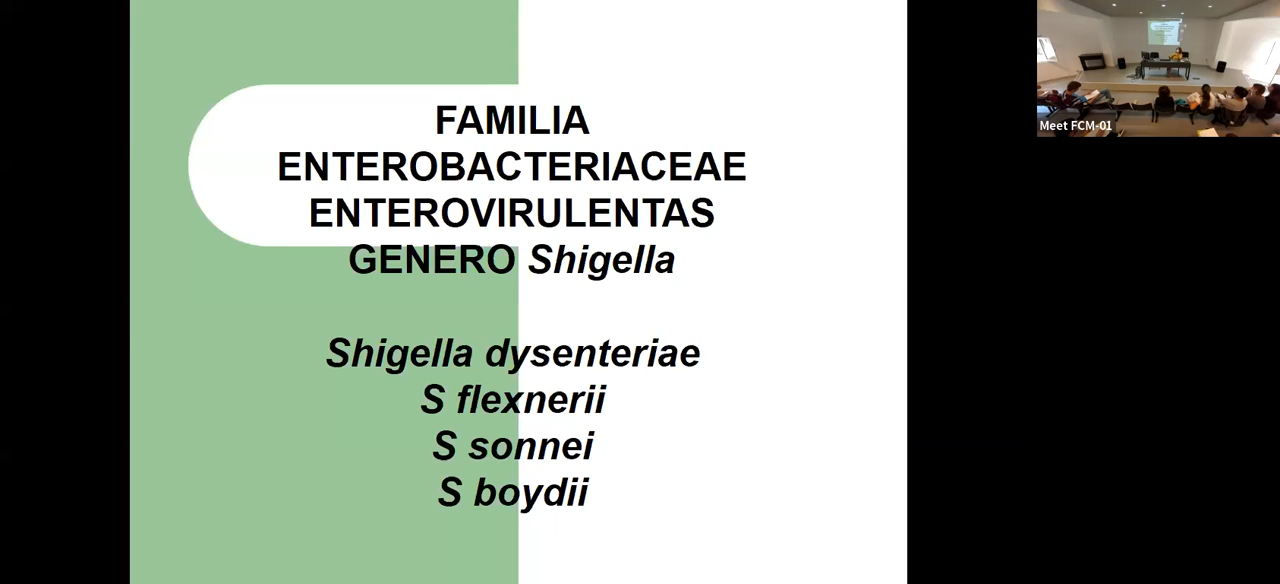 FAMILIA
ENTEROBACTERIACEAE
ENTEROVIRULENTAS
GENERO Shigella
Shigella dysenteriae
S flexnerii
S sonnei
S boydii
Meet FCM-01